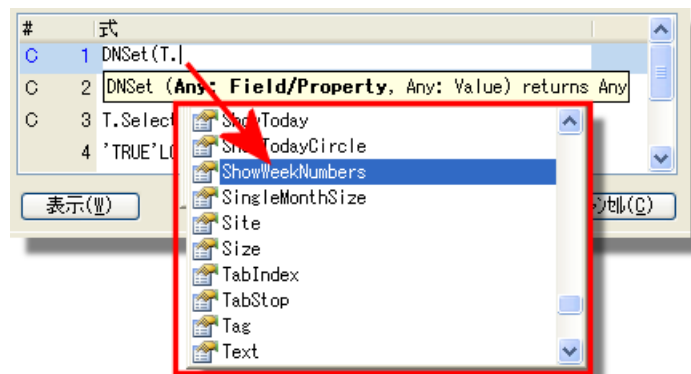 # 式
C 1 DNSet(T.
C 2 DNSet (Any: Field/Property, Any: Value) returns Any
C 3 T.Select
4 'TRUE'L
ShowToday
ShowTodayCircle
ShowWeekNumbers
SingleMonthSize
Site
Size
TabIndex
TabStop
Tag
Text
表示(W)
ンセル(C)